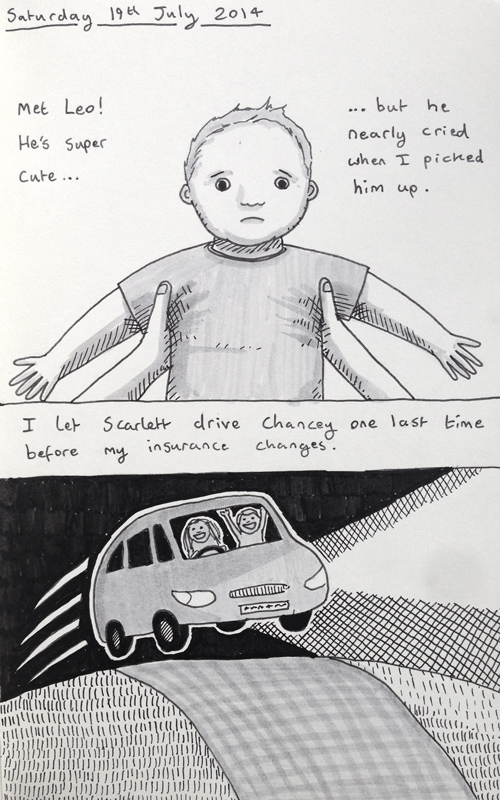 Saturday 19th July 2014
Met Leo!
He's super
cute...
... but he
nearly cried
when I picked
him up.
I let Scarlett drive Chancey one last time
before my insurance changes.